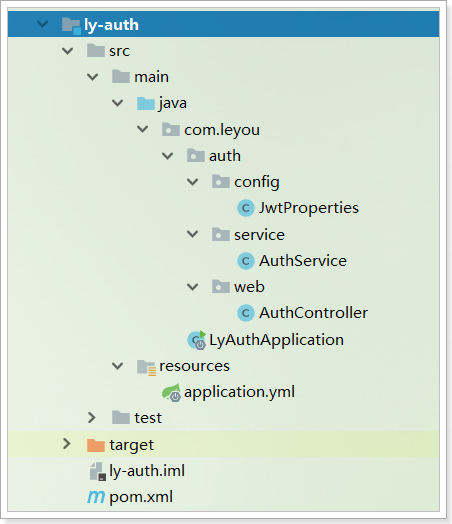 ly-auth
src
main
java
com.leyou
auth
config
JwtProperties
service
AuthService
web
AuthController
LyAuthApplication
resources
application.yml
test
target
ly-auth.iml
pom.xml